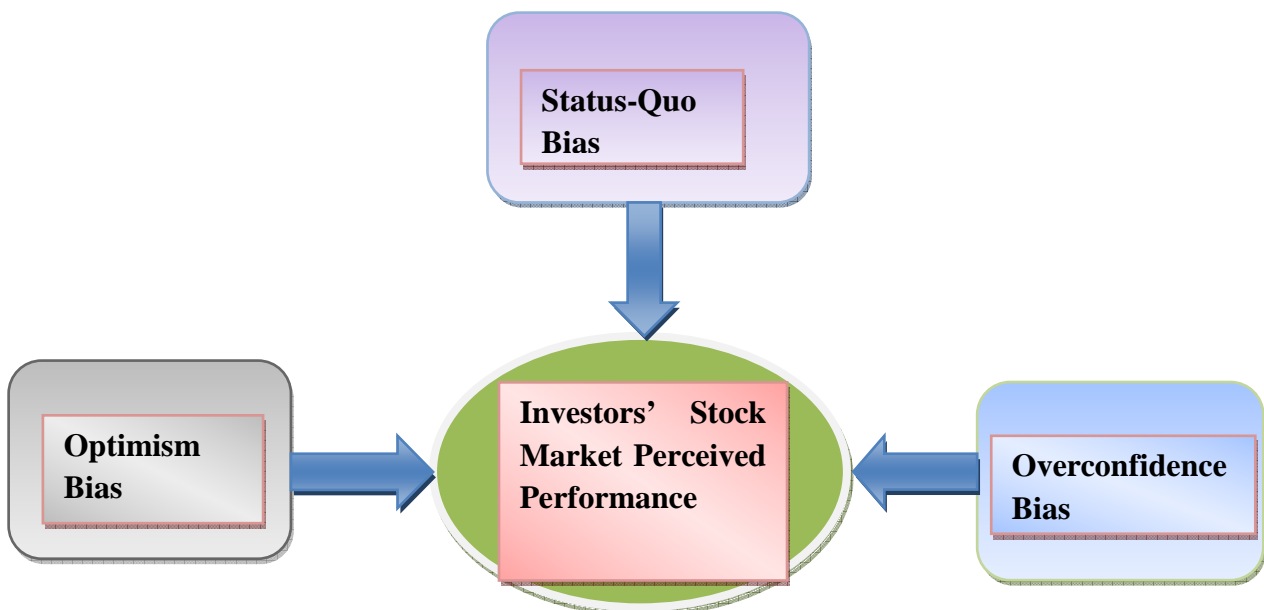 Status-Quo
Bias
Optimism
Bias
Investors’ Stock
Market Perceived
Performance
Overconfidence
Bias